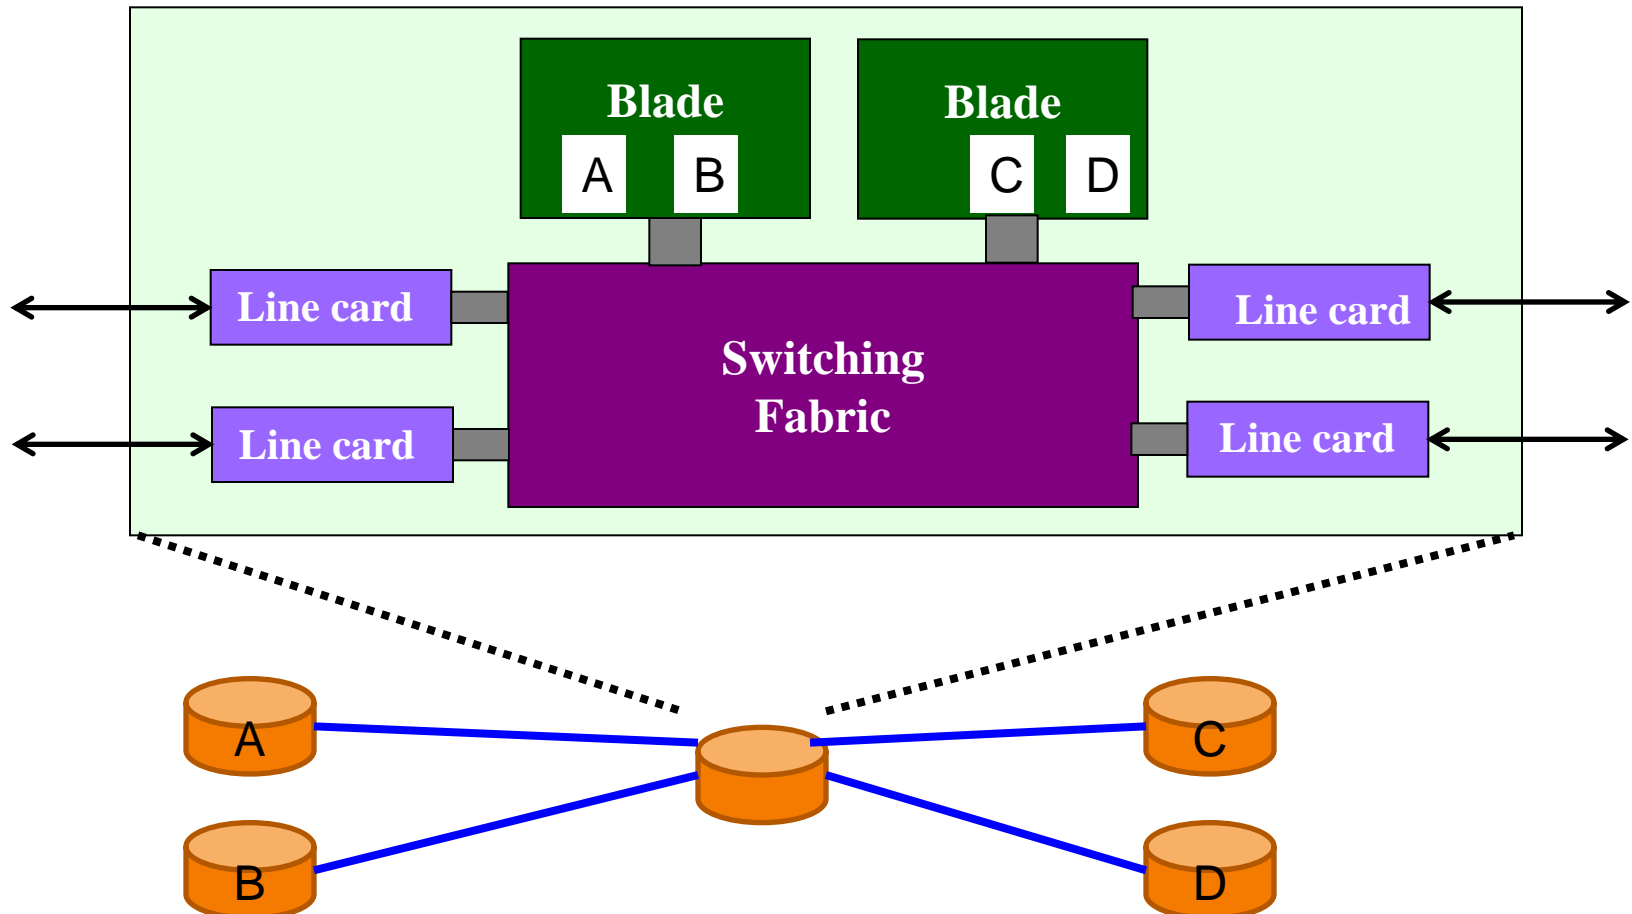 Blade
Blade
A
B
C
D
Line card
Line card
Switching
Fabric
Line card
Line card
A
C
B
D